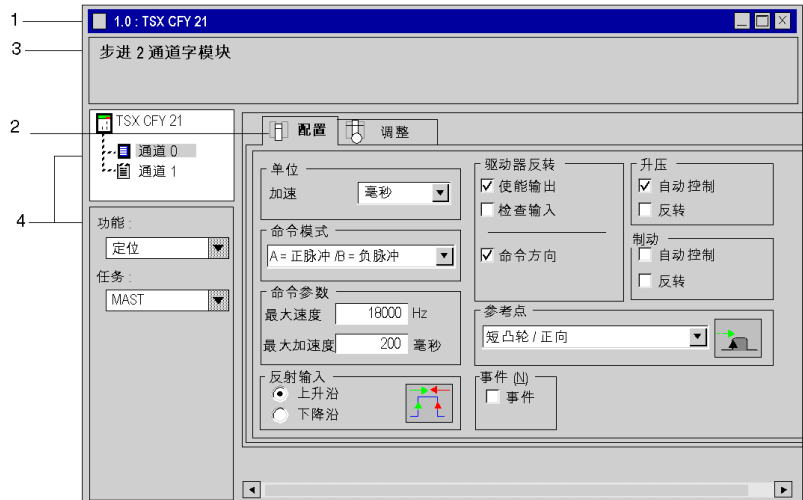 1
1.0 : TSX CFY 21
3
步进 2 通道字模块
2
TSX CFY 21
通道 0
通道 1
4
功能 :
定位
任务 :
MAST
配置
调整
单位
加速
毫秒
命令模式
A = 正脉冲 /B = 负脉冲
命令参数
最大速度 18000 Hz
最大加速度 200 毫秒
反射输入
上升沿
下降沿
驱动器反转
使能输出
检查输入
命令方向
升压
自动控制
反转
制动
自动控制
反转
参考点
短凸轮 / 正向
事件 (N)
事件